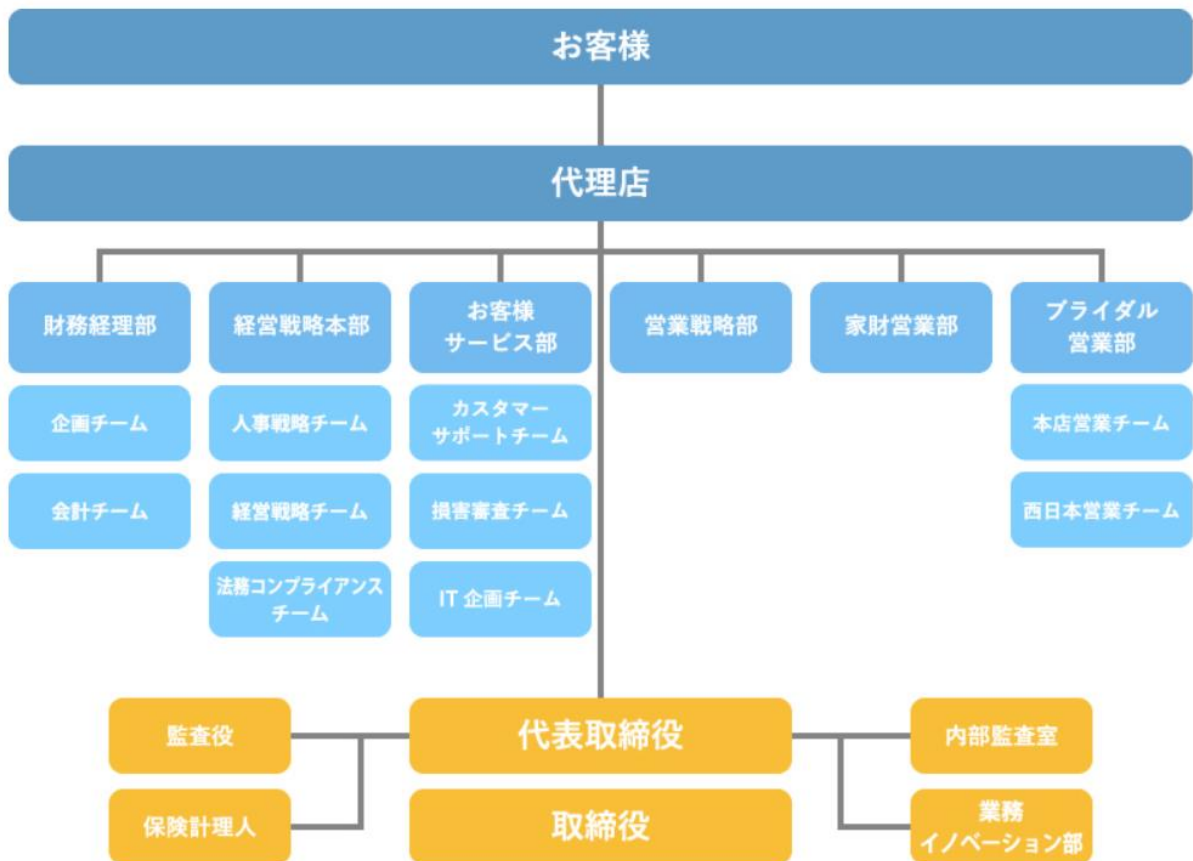 お客様
代理店
財務経理部
経営戦略本部
お客様
サービス部
営業戦略部
家財営業部
ブライダル
営業部
企画チーム
人事戦略チーム
カスタマー
サポートチーム
本店営業チーム
会計チーム
経営戦略チーム
損害審査チーム
西日本営業チーム
法務コンプライアンス
チーム
IT 企画チーム
監査役
代表取締役
内部監査室
保険計理人
取締役
業務
イノベーション部